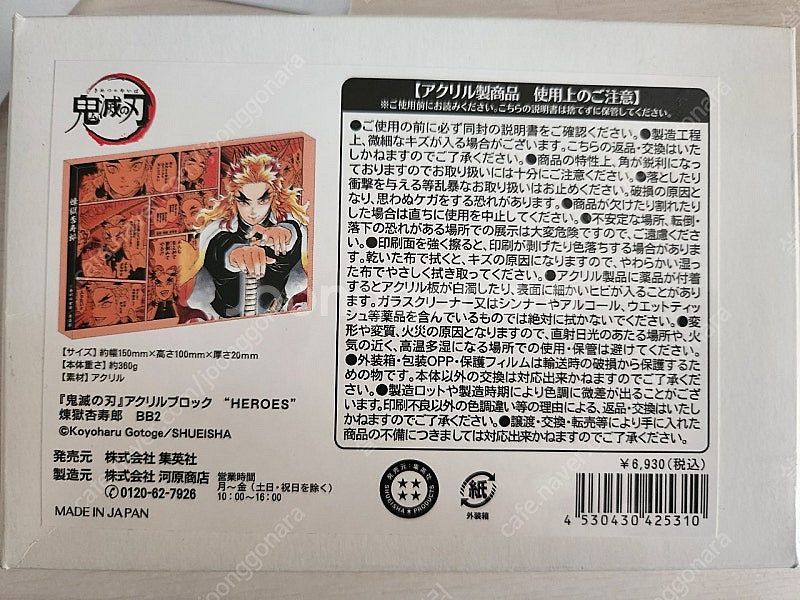 きめつのやいば
鬼滅の刃
煉獄杏寿郎
【サイズ】約幅150mm×高さ100mm×厚さ20mm
【本体重さ】約360g
【素材】アクリル
『鬼滅の刃』アクリルブロック “HEROES”
煉獄杏寿郎 BB2
©Koyoharu Gotoge/SHUEISHA
発売元 株式会社 集英社
製造元 株式会社 河原商店
0120-62-7926
営業時間
月～金（土日・祝日を除く）
10：00～16：00
MADE IN JAPAN
【アクリル製商品 使用上のご注意】
※ご使用前にお読みください。こちらの説明書は捨てずに保管してください。
●ご使用の前に必ず同封の説明書をご確認ください。●製造工程
上、微細なキズが入る場合がございます。こちらの返品・交換はいた
しかねますのでご了承ください。●商品の特性上、角が鋭利になっ
ておりますのでお取り扱いには十分にご注意ください。●落としたり
衝撃を与える等乱暴なお取り扱いはお止めください。破損の原因と
なり、思わぬケガをする恐れがあります。●商品が欠けたり割れたり
した場合は直ちに使用を中止してください。●不安定な場所、転倒・
落下の恐れがある場所での展示は大変危険ですので、ご遠慮くださ
い。●印刷面を強く擦ると、印刷が剥げたり色落ちする場合がありま
す。乾いた布で拭くと、キズの原因になりますので、やわらかい湿っ
た布でやさしく拭き取ってください。●アクリル製品に薬品が付着
するとアクリル板が白濁したり、表面に細かいヒビが入ることがあり
ます。ガラスクリーナー又はシンナーやアルコール、ウエットティッ
シュ等薬品を含んでいるものでは絶対に拭かないでください。●変
形や変質、火災の原因となりますので、直射日光のあたる場所や、火
気の近く、高温多湿になる場所での使用・保管は避けてください。
●外装箱・包装OPP・保護フィルムは輸送時の破損から保護するた
めの物です。本体以外の交換は対応出来かねますのでご了承くださ
い。●製造ロットや製造時期により色調に微差が出ることがござい
ます。印刷不良以外の色調違い等の理由による、返品・交換はいたし
かねますのでご了承ください。●譲渡・交換・転売等により手に入れた
商品の不備につきましては対応出来かねますのでご了承ください。
発売元：集英社
SHUEISHA PRODUCTS
紙
外装箱
￥6,930（税込）
4 530430 425310
joonggonara
cafe.naver